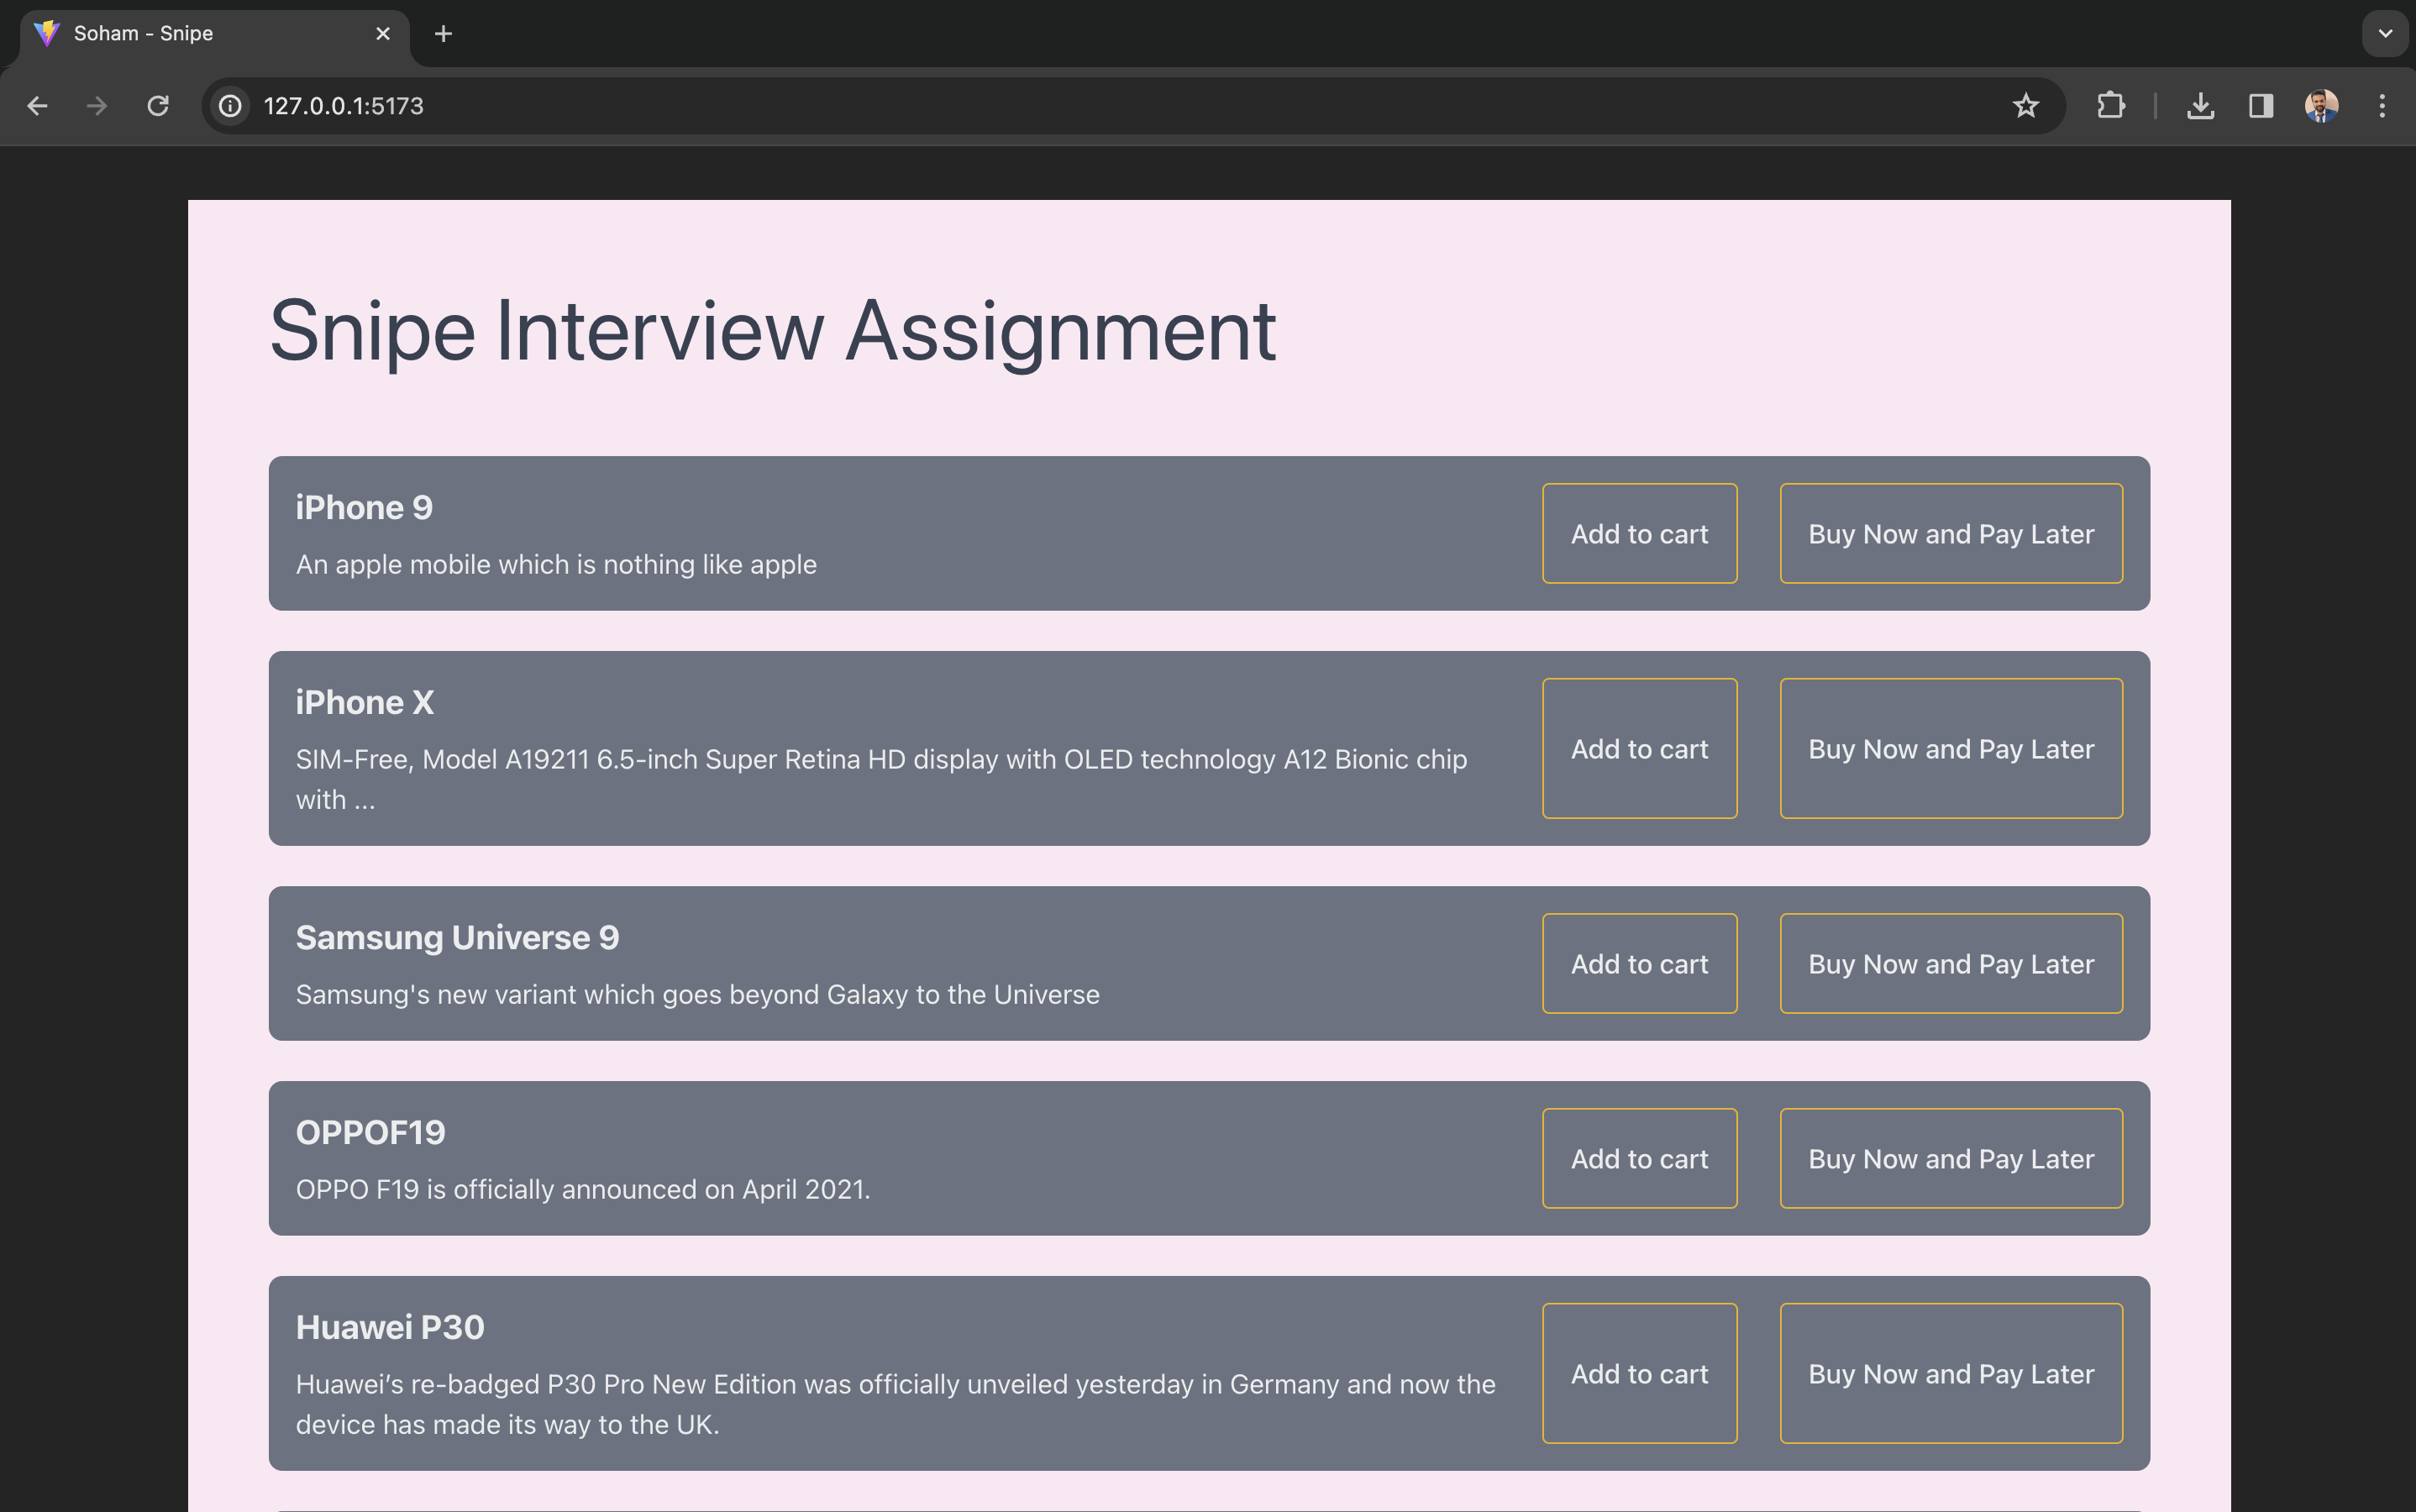 Soham - Snipe
127.0.0.1:5173
Snipe Interview Assignment
iPhone 9
An apple mobile which is nothing like apple
Add to cart
Buy Now and Pay Later
iPhone X
SIM-Free, Model A19211 6.5-inch Super Retina HD display with OLED technology A12 Bionic chip
with ...
Add to cart
Buy Now and Pay Later
Samsung Universe 9
Samsung's new variant which goes beyond Galaxy to the Universe
Add to cart
Buy Now and Pay Later
OPPOF19
OPPO F19 is officially announced on April 2021.
Add to cart
Buy Now and Pay Later
Huawei P30
Huawei’s re-badged P30 Pro New Edition was officially unveiled yesterday in Germany and now the
device has made its way to the UK.
Add to cart
Buy Now and Pay Later